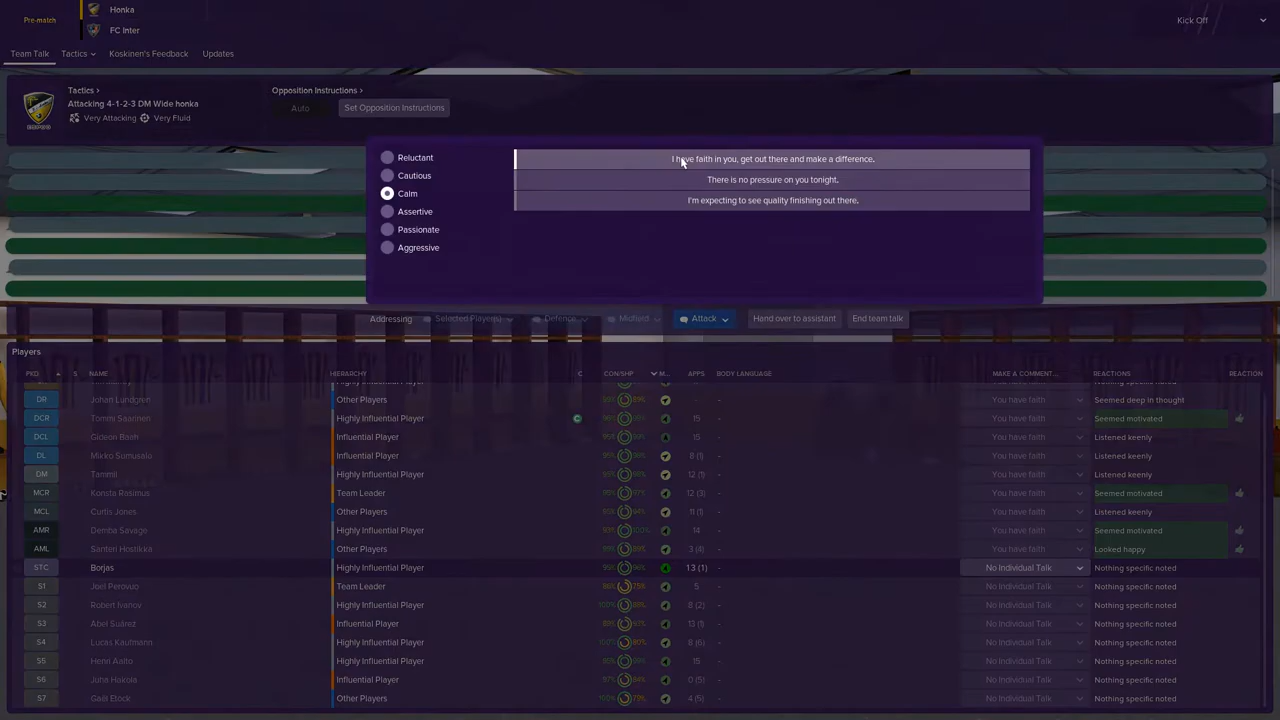 Pre-match
Honka
FC Inter
Kick Off
Team Talk Tactics Koskinen's Feedback Updates
Tactics > Opposition Instructions >
Attacking 4-1-2-3 DM Wide honka Auto Set Opposition Instructions
Very Attacking Very Fluid
Reluctant
Cautious
Calm
Assertive
Passionate
Aggressive
I have faith in you, get out there and make a difference.
There is no pressure on you tonight.
I'm expecting to see quality finishing out there.
Addressing Selected Player(s) Defence Midfield Attack Hand over to assistant End team talk
Players
PKD S NAME HIERARCHY C CON/SHP M... APPS BODY LANGUAGE MAKE A COMMENT... REACTIONS REACTION
DR Johan Lundgren Other Players - You have faith Seemed deep in thought
DCR Tommi Saarinen Highly Influential Player 15 - You have faith Seemed motivated
DCL Gideon Baah Influential Player 15 - You have faith Listened keenly
DL Mikko Sumusalo Influential Player 8 (1) - You have faith Listened keenly
DM Tammilehto Highly Influential Player 12 (1) - You have faith Listened keenly
MCR Konsta Rasimus Team Leader 12 (3) - You have faith Seemed motivated
MCL Curtis Jones Other Players 11 (1) - You have faith Listened keenly
AMR Demba Savage Highly Influential Player 14 - You have faith Seemed motivated
AML Santeri Hostikka Other Players 3 (4) - You have faith Looked happy
STC Borjas Highly Influential Player 13 (1) - No Individual Talk Nothing specific noted
S1 Joel Perovuo Team Leader 5 - No Individual Talk Nothing specific noted
S2 Robert Ivanov Highly Influential Player 8 (2) - No Individual Talk Nothing specific noted
S3 Abel Suárez Influential Player 13 (1) - No Individual Talk Nothing specific noted
S4 Lucas Kaufmann Highly Influential Player 8 (6) - No Individual Talk Nothing specific noted
S5 Henri Aalto Highly Influential Player 15 - No Individual Talk Nothing specific noted
S6 Juha Hakola Influential Player 0 (5) - No Individual Talk Nothing specific noted
S7 Gaël Etock Other Players 4 (5) - No Individual Talk Nothing specific noted